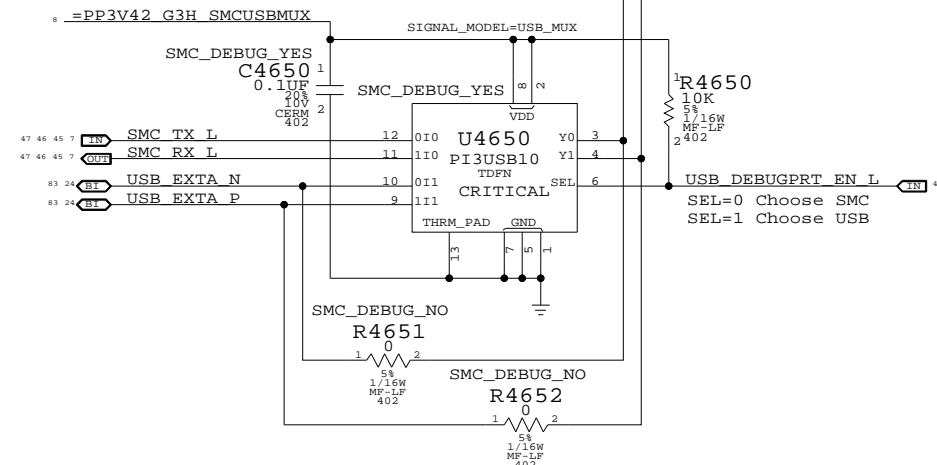 8 =PP3V42_G3H_SMCUSBMUX
SIGNAL_MODEL=USB_MUX
SMC_DEBUG_YES
C4650 1
0.1UF
20%
10V
CERM 2
402
SMC_DEBUG_YES
8 2
VDD
1 R4650
10K
5%
1/16W
MF-LF
2 402
47 46 45 7 IN SMC_TX_L 12 0I0 U4650 Y0 3
47 46 45 7 OUT SMC_RX_L 11 1I0 PI3USB10 Y1 4
TDFN
83 24 BI USB_EXTA_N 10 0I1 CRITICAL SEL 6 USB_DEBUGPRT_EN_L IN 4
83 24 BI USB_EXTA_P 9 1I1
SEL=0 Choose SMC
SEL=1 Choose USB
THRM_PAD GND
13 7 5 1
SMC_DEBUG_NO
R4651
0
1 2
5%
1/16W
MF-LF
402
SMC_DEBUG_NO
R4652
0
1 2
5%
1/16W
MF-LF
402